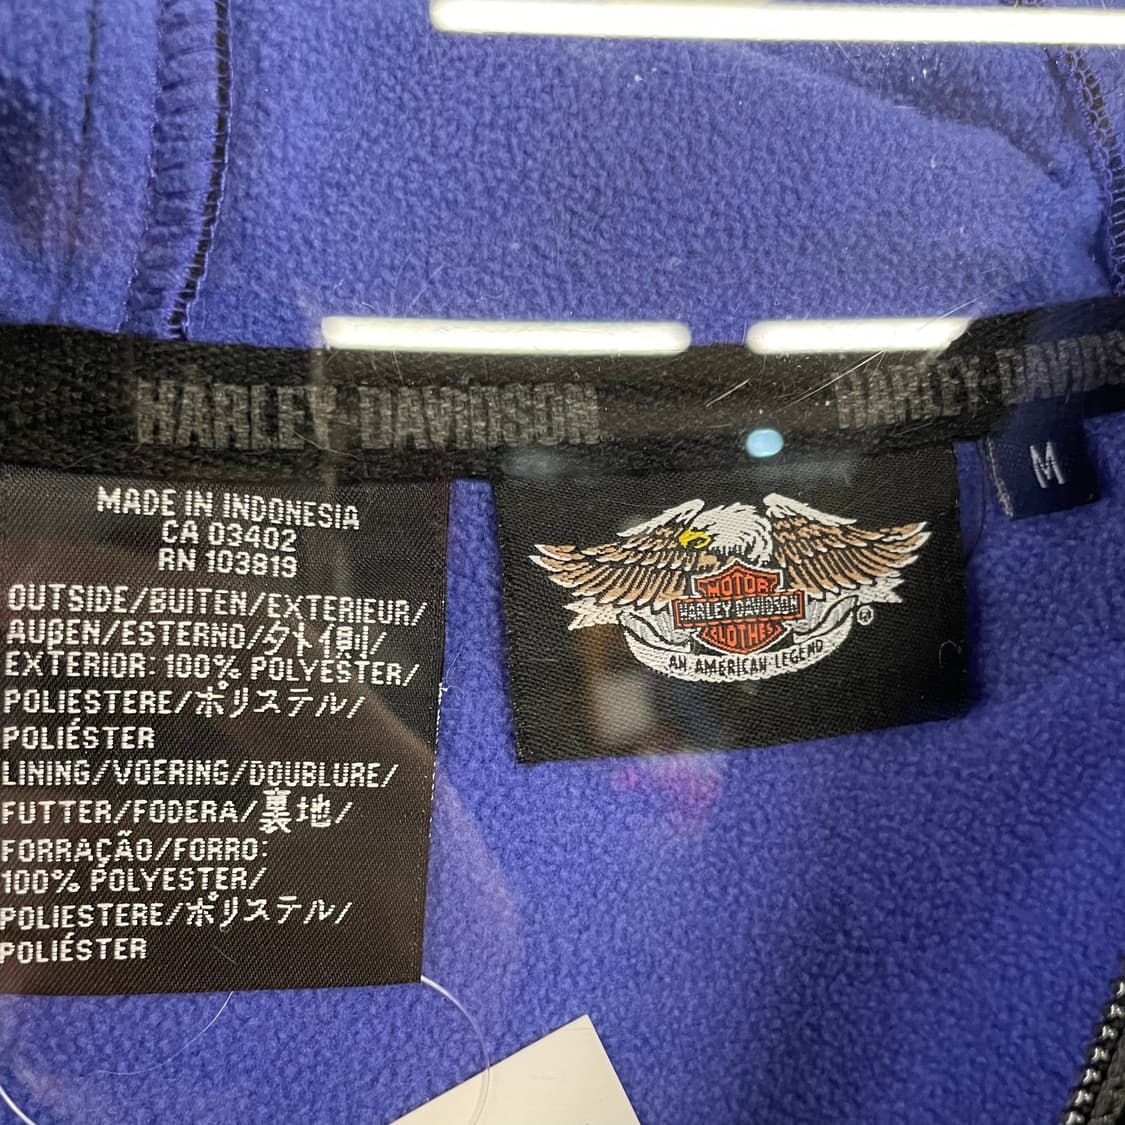 HARLEY-DAVIDSON
HARLEY-DAVIDS
M
MADE IN INDONESIA
CA 03402
RN 103819
OUTSIDE/BUITEN/EXTERIEUR/
AUβEN/ESTERNO/外側/
EXTERIOR: 100% POLYESTER/
POLIESTERE/ポリステル/
POLIÉSTER
LINING/VOERING/DOUBLURE/
FUTTER/FODERA/裏地/
FORRAÇÃO/FORRO:
100% POLYESTER/
POLIESTERE/ポリステル/
POLIÉSTER
MOTOR
HARLEY-DAVIDSON
CLOTHES
®
AN AMERICAN LEGEND